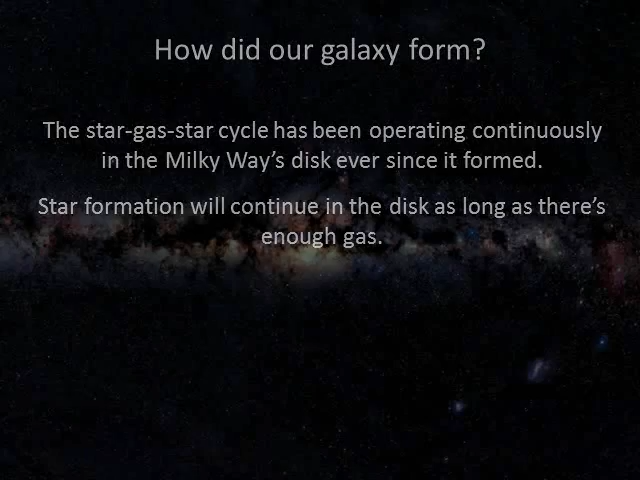 How did our galaxy form?
The star-gas-star cycle has been operating continuously
in the Milky Way's disk ever since it formed.
Star formation will continue in the disk as long as there's
enough gas.